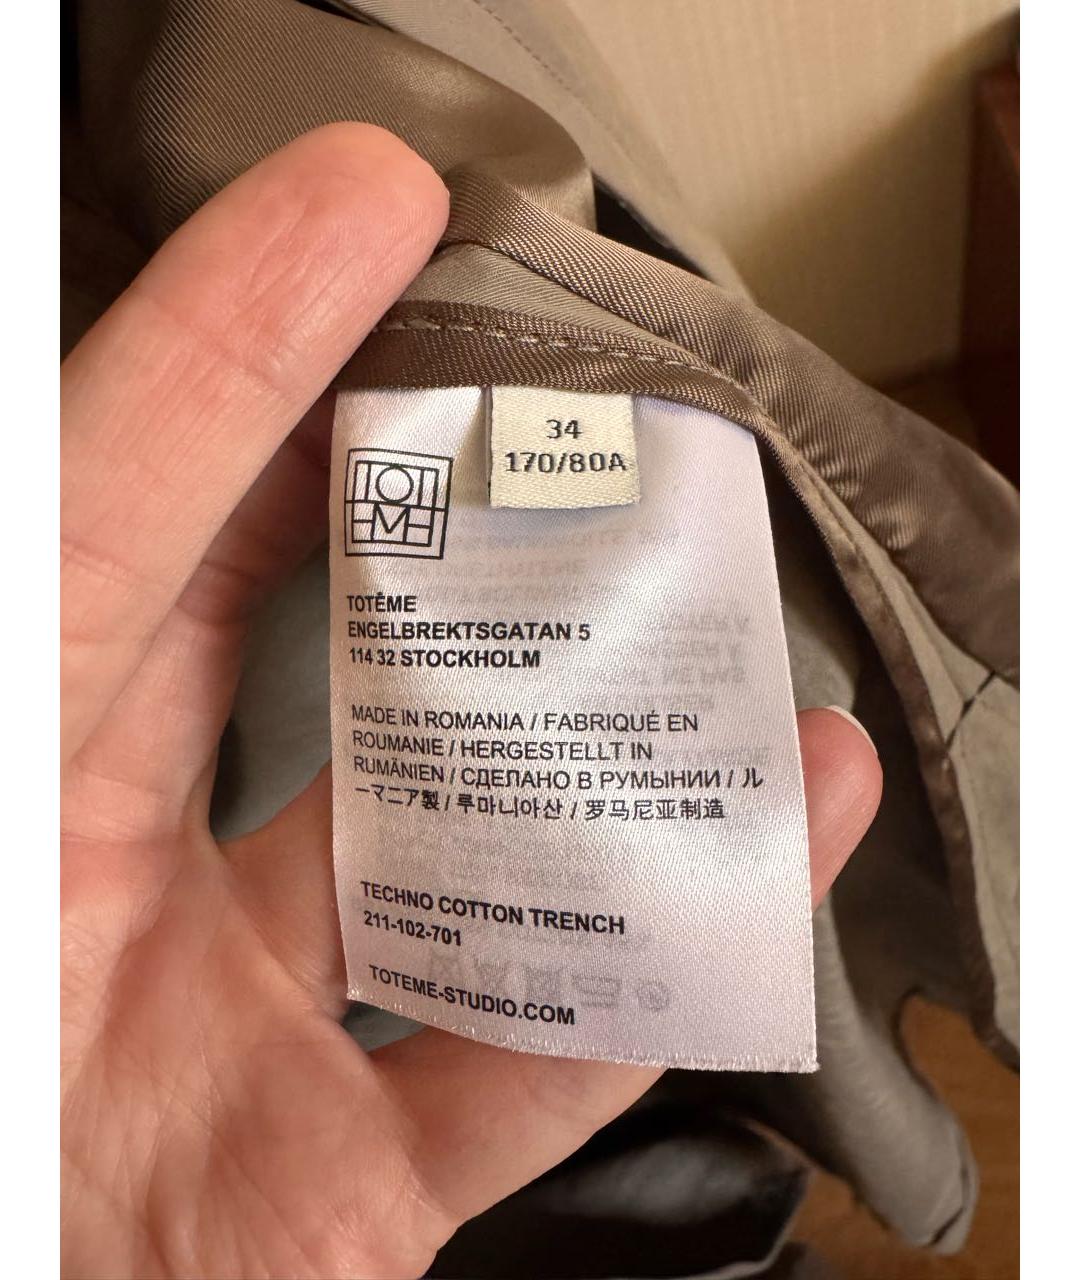 34
170/80A
TOT
EME
TOTÊME
ENGELBREKTSGATAN 5
114 32 STOCKHOLM
MADE IN ROMANIA / FABRIQUÉ EN
ROUMANIE / HERGESTELLT IN
RUMÄNIEN / СДЕЛАНО В РУМЫНИИ / ル
ーマニア製 / 루마니아산 / 罗马尼亚制造
TECHNO COTTON TRENCH
211-102-701
TOTEME-STUDIO.COM